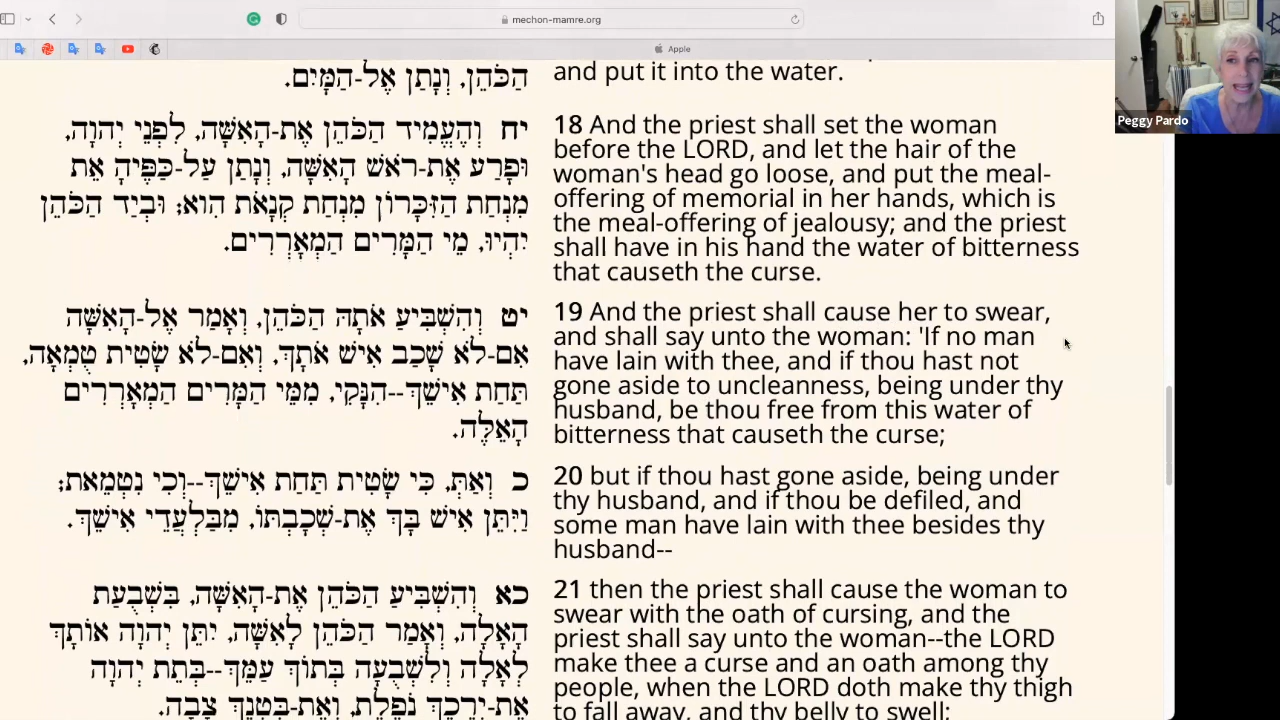 mechon-mamre.org
Apple
Peggy Pardo
הַכֹּהֵן, וְנָתַן אֶל-הַמָּיִם.
and put it into the water.
יח וְהֶעֱמִיד הַכֹּהֵן אֶת-הָאִשָּׁה, לִפְנֵי יְהוָה,
וּפָרַע אֶת-רֹאשׁ הָאִשָּׁה, וְנָתַן עַל-כַּפֶּיהָ אֵת
מִנְחַת הַזִּכָּרוֹן מִנְחַת קְנָאֹת הִוא; וּבְיַד הַכֹּהֵן
יִהְיוּ, מֵי הַמָּרִים הַמְאָרְרִים.
18 And the priest shall set the woman
before the LORD, and let the hair of the
woman's head go loose, and put the meal-
offering of memorial in her hands, which is
the meal-offering of jealousy; and the priest
shall have in his hand the water of bitterness
that causeth the curse.
יט וְהִשְׁבִּיעַ אֹתָהּ הַכֹּהֵן, וְאָמַר אֶל-הָאִשָּׁה
אִם-לֹא שָׁכַב אִישׁ אֹתָךְ, וְאִם-לֹא שָׂטִית טֻמְאָה,
תַּחַת אִישֵׁךְ--הִנָּקִי, מִמֵּי הַמָּרִים הַמְאָרְרִים
הָאֵלֶּה.
19 And the priest shall cause her to swear,
and shall say unto the woman: 'If no man
have lain with thee, and if thou hast not
gone aside to uncleanness, being under thy
husband, be thou free from this water of
bitterness that causeth the curse;
כ וְאַתְּ, כִּי שָׂטִית תַּחַת אִישֵׁךְ--וְכִי נִטְמֵאת:
וַיִּתֵּן אִישׁ בָּךְ אֶת-שְׁכָבְתּוֹ, מִבַּלְעֲדֵי אִישֵׁךְ.
20 but if thou hast gone aside, being under
thy husband, and if thou be defiled, and
some man have lain with thee besides thy
husband--
כא וְהִשְׁבִּיעַ הַכֹּהֵן אֶת-הָאִשָּׁה, בִּשְׁבֻעַת
הָאָלָה, וְאָמַר הַכֹּהֵן לָאִשָּׁה, יִתֵּן יְהוָה אוֹתָךְ
לְאָלָה וְלִשְׁבֻעָה בְּתוֹךְ עַמֵּךְ--בְּתֵת יְהוָה
אֶת-יְרֵכֵךְ נֹפֶלֶת, וְאֶת-בִּטְנֵךְ צָבָה.
21 then the priest shall cause the woman to
swear with the oath of cursing, and the
priest shall say unto the woman--the LORD
make thee a curse and an oath among thy
people, when the LORD doth make thy thigh
to fall away, and thy belly to swell;